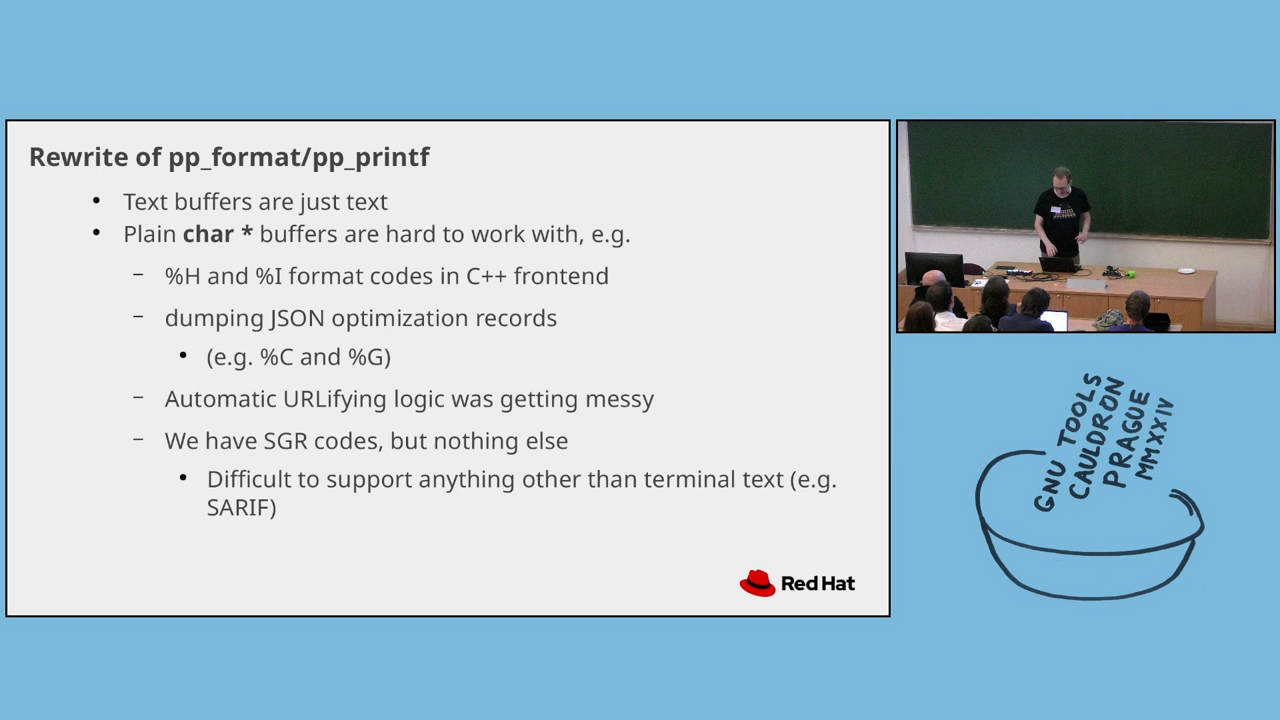 Rewrite of pp_format/pp_printf
• Text buffers are just text
• Plain char * buffers are hard to work with, e.g.
– %H and %I format codes in C++ frontend
– dumping JSON optimization records
• (e.g. %C and %G)
– Automatic URLifying logic was getting messy
– We have SGR codes, but nothing else
• Difficult to support anything other than terminal text (e.g.
SARIF)
Red Hat
GNU TOOLS
CAULDRON
PRAGUE
MMXXIV